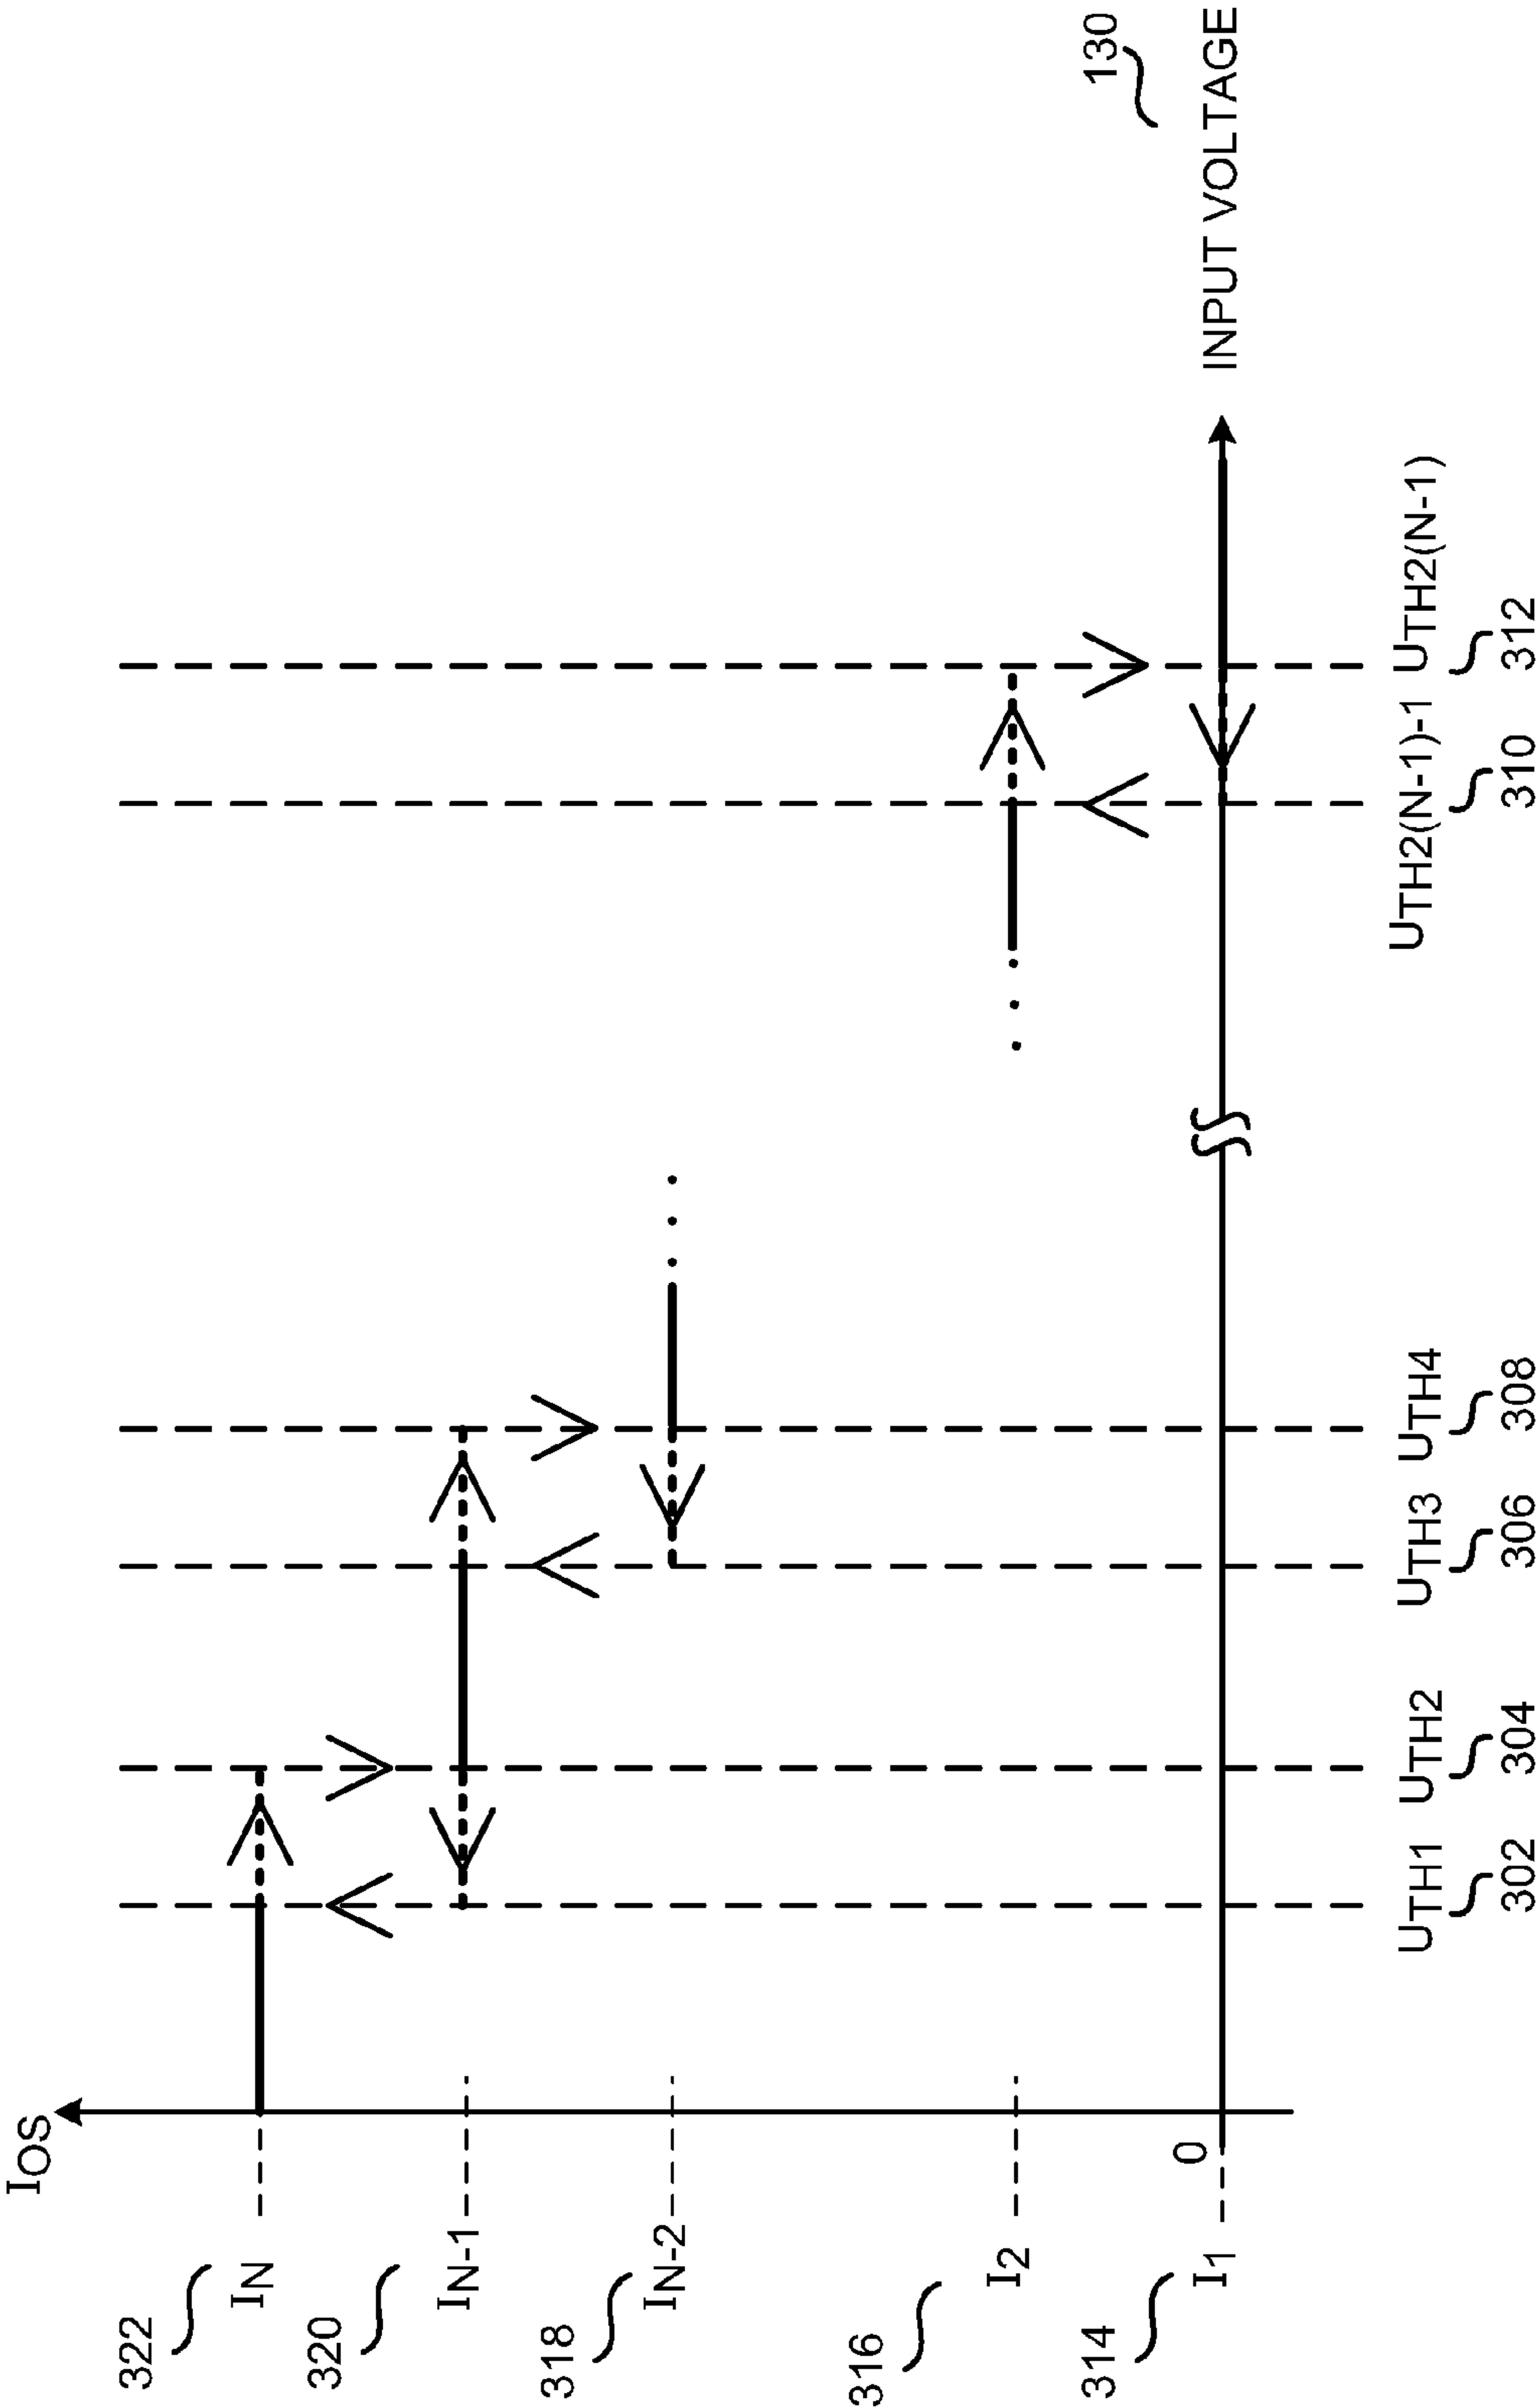 IOS
322
IN
320
IN-1
318
IN-2
316
I2
314
I1
0
INPUT VOLTAGE
130
UTH1 UTH2 UTH3 UTH4 UTH2(N-1)-1 UTH2(N-1)
302 304 306 308 310 312